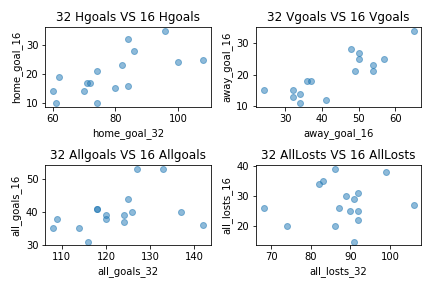 32 Hgoals VS 16 Hgoals
home_goal_16
30
20
10
60
80
100
home_goal_32
32 Vgoals VS 16 Vgoals
away_goal_16
30
20
10
30
40
50
60
away_goal_16
32 Allgoals VS 16 Allgoals
all_goals_16
50
40
30
110
120
130
140
all_goals_32
32 AllLosts VS 16 AllLosts
all_losts_16
40
30
20
70
80
90
100
all_losts_32